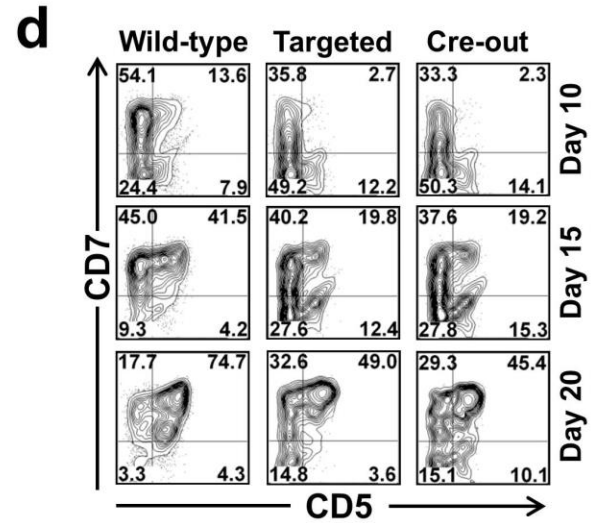 d
Wild-type Targeted Cre-out
54.1 13.6 35.8 2.7 33.3 2.3
24.4 7.9 49.2 12.2 50.3 14.1
Day 10
45.0 41.5 40.2 19.8 37.6 19.2
9.3 4.2 27.6 12.4 27.8 15.3
Day 15
17.7 74.7 32.6 49.0 29.3 45.4
3.3 4.3 14.8 3.6 15.1 10.1
Day 20
CD7
CD5